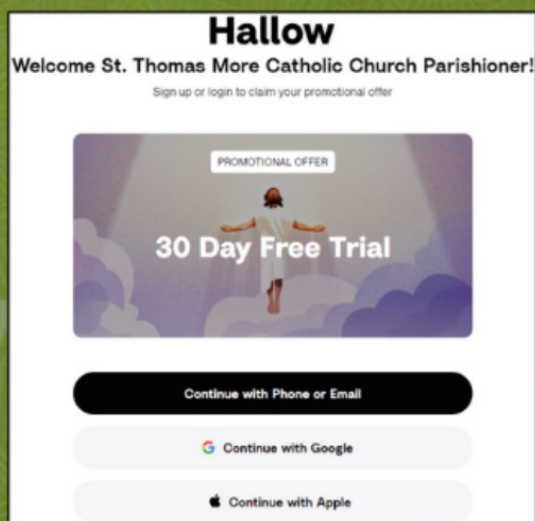 Hallow
Welcome St. Thomas More Catholic Church Parishioner!
Sign up or login to claim your promotional offer
PROMOTIONAL OFFER
30 Day Free Trial
Continue with Phone or Email
Continue with Google
Continue with Apple